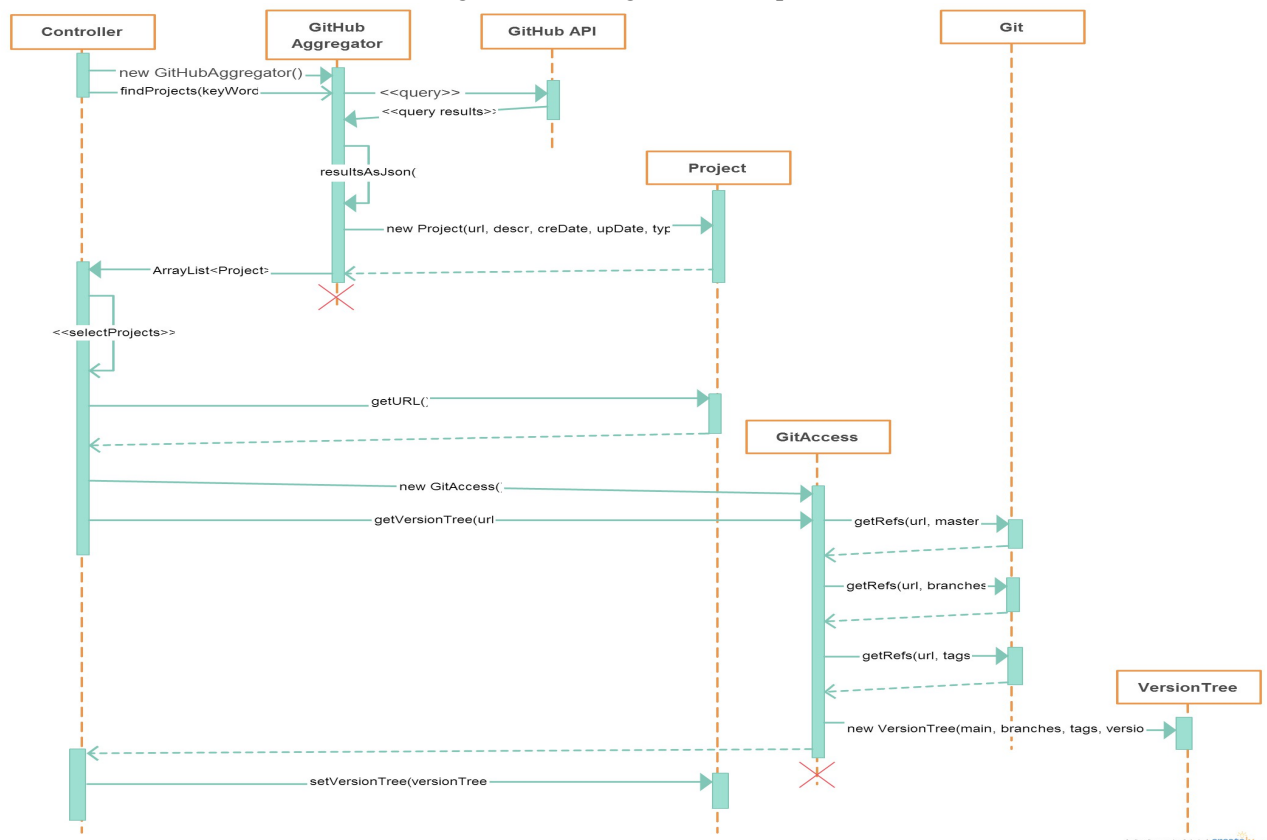 Controller
GitHub
Aggregator
GitHub API
Git
new GitHubAggregator()
findProjects(keyWord
<<query>>
<<query results>>
resultsAsJson(
Project
new Project(url, descr, creDate, upDate, typ
ArrayList<Project>
<<selectProjects>>
getURL()
GitAccess
new GitAccess(
getVersionTree(url
getRefs(url, master
getRefs(url, branches
getRefs(url, tags
VersionTree
new VersionTree(main, branches, tags, versio
setVersionTree(versionTree